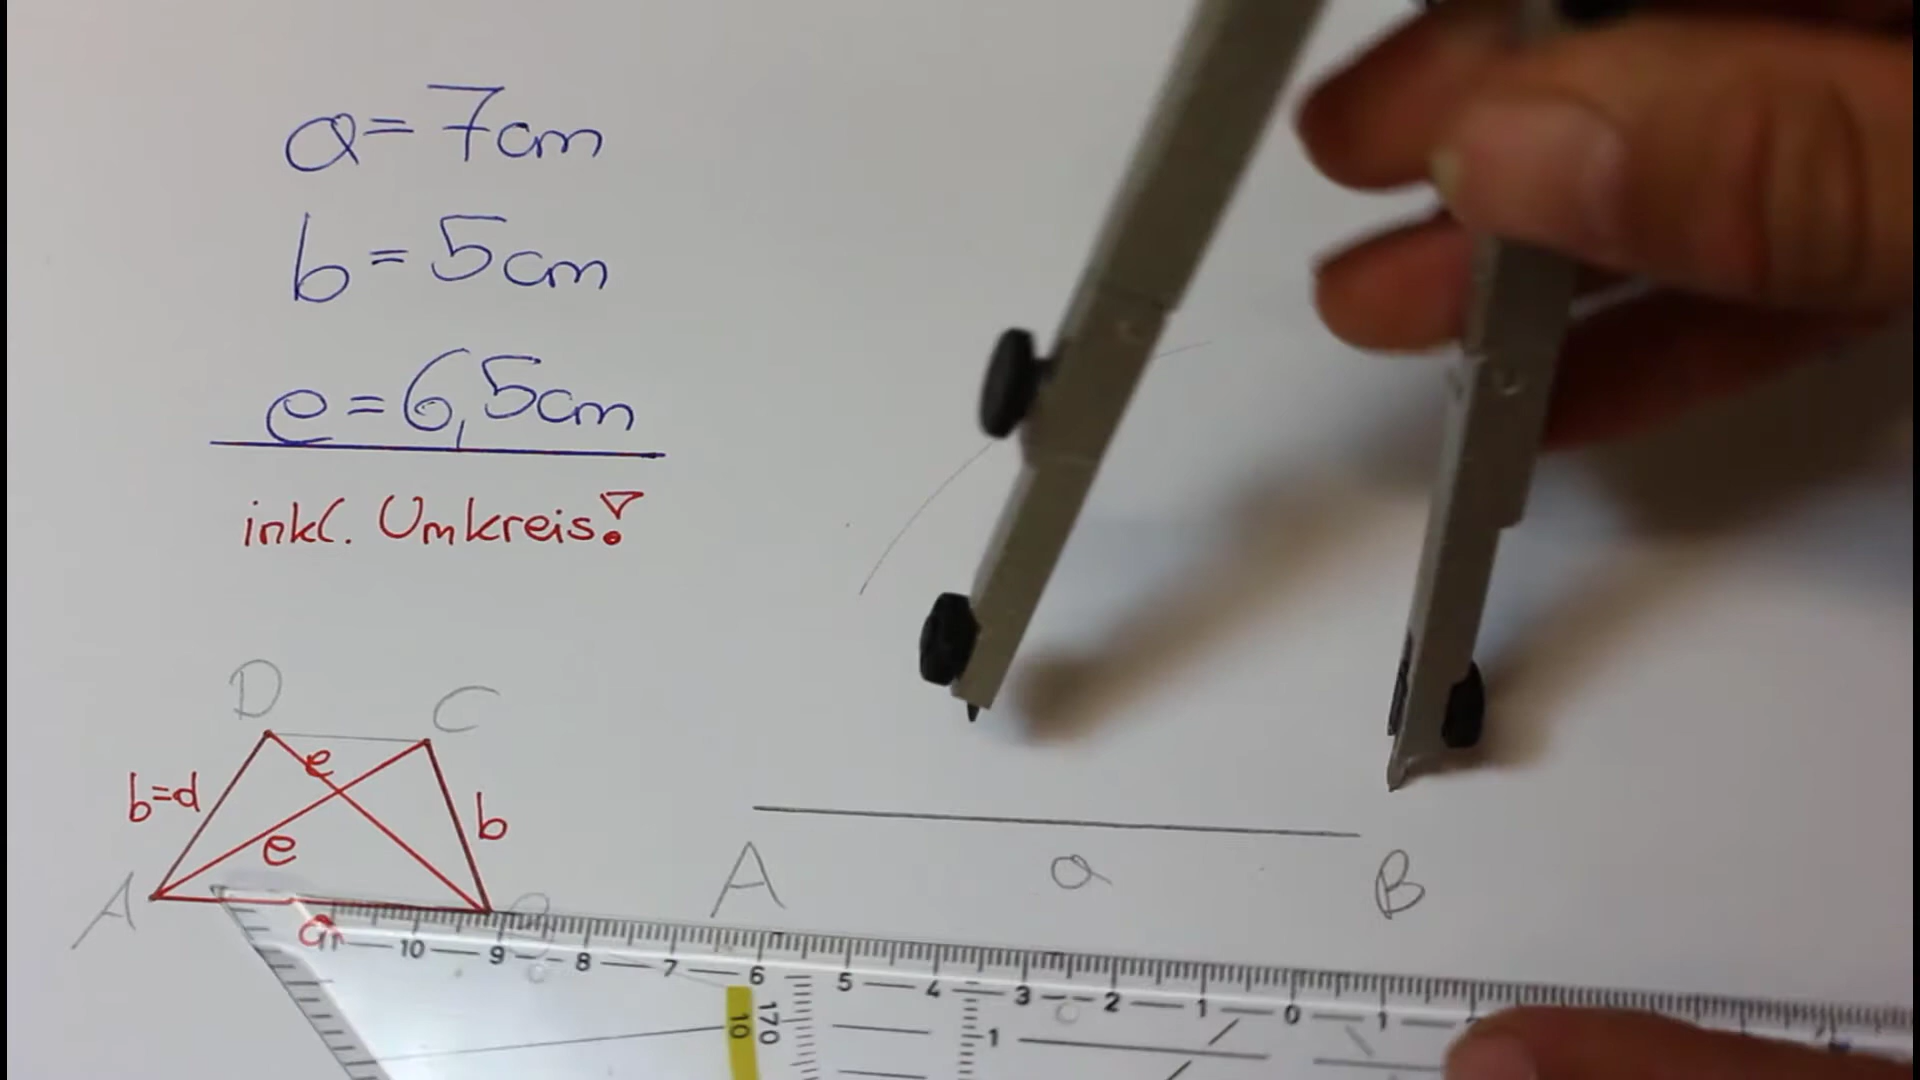 a = 7cm
b = 5cm
e = 6,5cm
inkl. Umkreis!
D
C
b=d
e
b
e
A
a
A
a
B
10 9 8 7 6 5 4 3 2 1 0 1
10
170
1